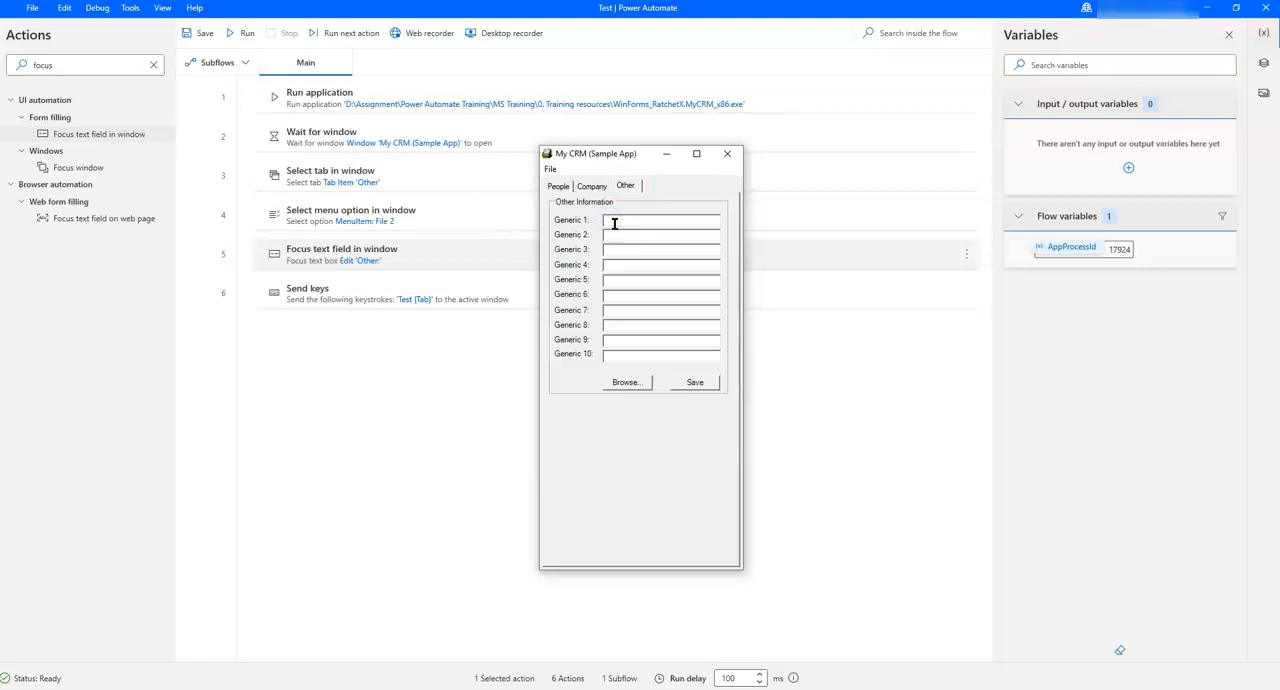 File Edit Debug Tools View Help
Test | Power Automate
Actions
focus
UI automation
Form filling
Focus text field in window
Windows
Focus window
Browser automation
Web form filling
Focus text field on web page
Save Run Stop Run next action Web recorder Desktop recorder
Search inside the flow
Subflows Main
1 Run application
Run application 'D:\Assignment\Power Automate Training\MS Training\0. Training resources\WinForms_RatchetX.MyCRM_x86.exe'
2 Wait for window
Wait for window Window 'My CRM (Sample App)' to open
3 Select tab in window
Select tab Tab Item 'Other'
4 Select menu option in window
Select option MenuItem: File 2
5 Focus text field in window
Focus text box Edit 'Other:'
6 Send keys
Send the following keystrokes: 'Test {Tab}' to the active window
My CRM (Sample App)
File
People Company Other
Other Information
Generic 1:
Generic 2:
Generic 3:
Generic 4:
Generic 5:
Generic 6:
Generic 7:
Generic 8:
Generic 9:
Generic 10:
Browse... Save
Variables
{x}
Search variables
Input / output variables 0
There aren't any input or output variables here yet
Flow variables 1
(x) AppProcessId 17924
Status: Ready
1 Selected action 6 Actions 1 Subflow Run delay 100 ms